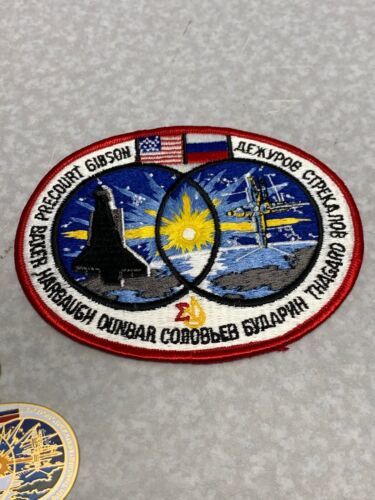 PRECOURT GIBSON
ДЕЖУРОВ СТРЕКАЛОВ
BAKER HARBAUGH DUNBAR СОЛОВЬЕВ БУДАРИН THAGARD